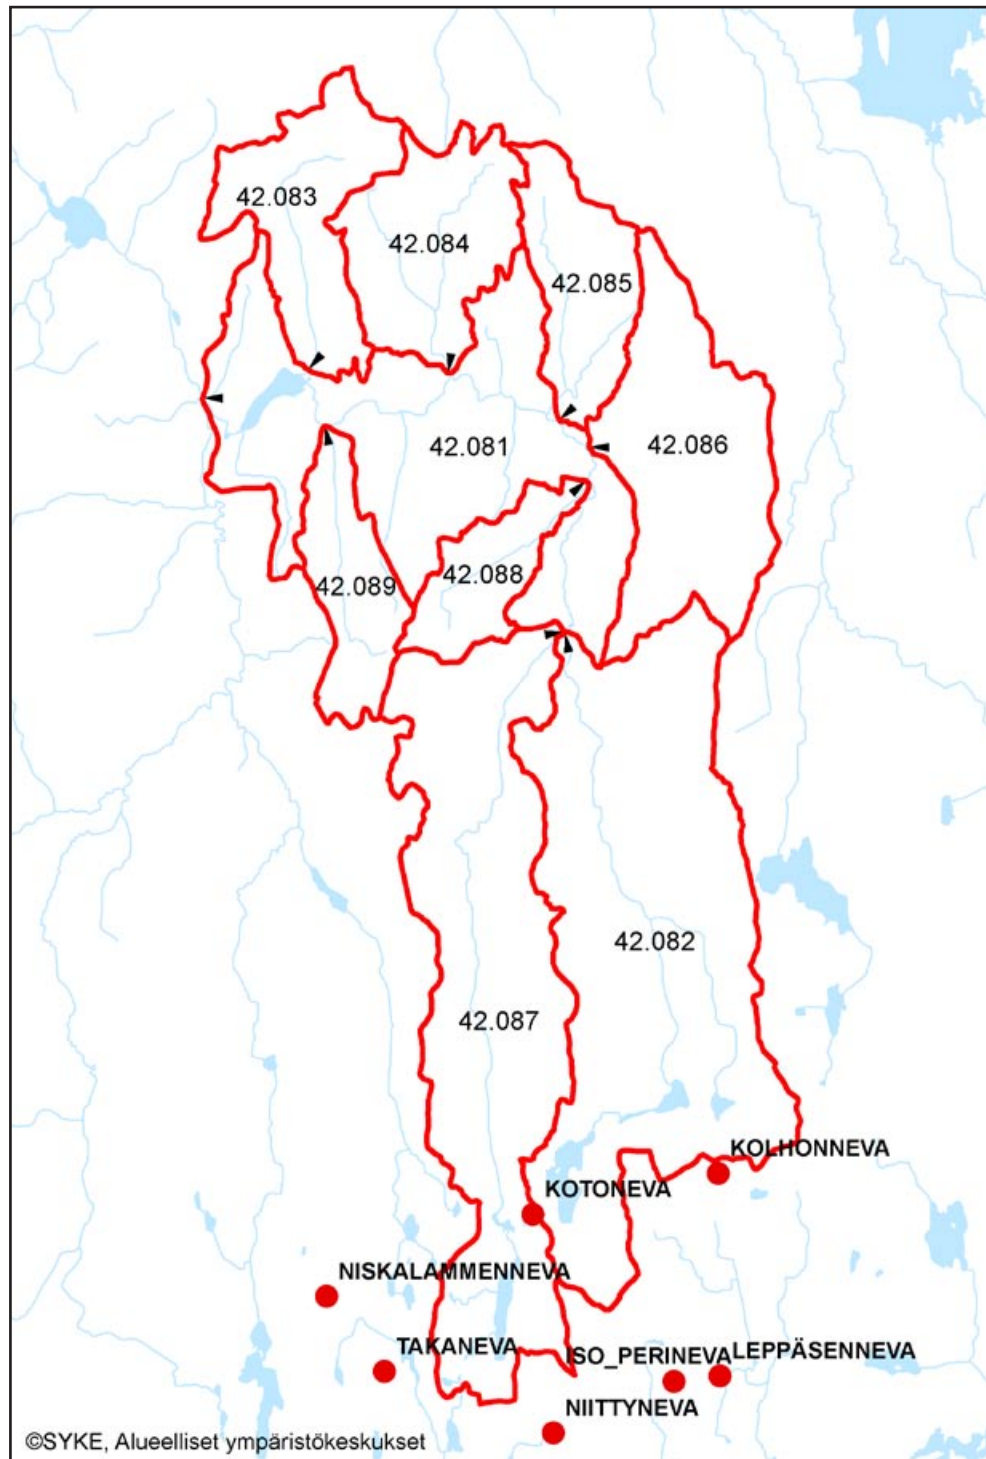 42.083
42.084
42.085
42.081
42.086
42.089
42.088
42.082
42.087
KOLHONNEVA
KOTONEVA
NISKALAMMENNEVA
TAKANEVA
ISO_PERINEVA
LEPPÄSENNEVA
NIITTYNEVA
©SYKE, Alueelliset ympäristökeskukset